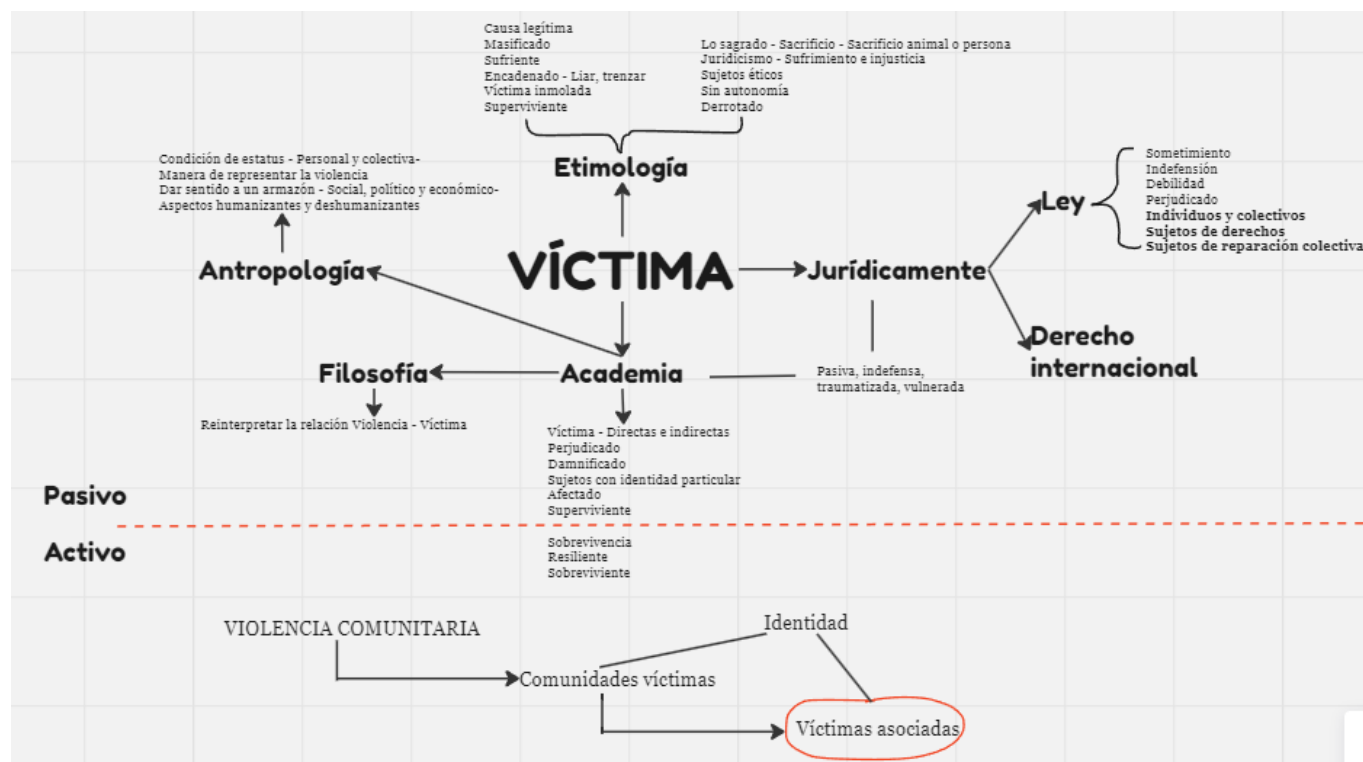 Causa legítima
Masificado
Sufriente
Encadenado - Liar, trenzar
Víctima inmolada
Superviviente
Lo sagrado - Sacrificio - Sacrificio animal o persona
Juridicismo - Sufrimiento e injusticia
Sujetos éticos
Sin autonomía
Derrotado
Etimología
Condición de estatus - Personal y colectiva-
Manera de representar la violencia
Dar sentido a un armazón - Social, político y económico-
Aspectos humanizantes y deshumanizantes
Ley
Sometimiento
Indefensión
Debilidad
Perjudicado
Individuos y colectivos
Sujetos de derechos
Sujetos de reparación colectiva
Antropología
VÍCTIMA
Jurídicamente
Derecho
internacional
Filosofía
Academia
Pasiva, indefensa,
traumatizada, vulnerada
Reinterpretar la relación Violencia - Víctima
Víctima - Directas e indirectas
Perjudicado
Damnificado
Sujetos con identidad particular
Afectado
Superviviente
Pasivo
Activo
Sobrevivencia
Resiliente
Sobreviviente
VIOLENCIA COMUNITARIA
Identidad
Comunidades víctimas
Víctimas asociadas